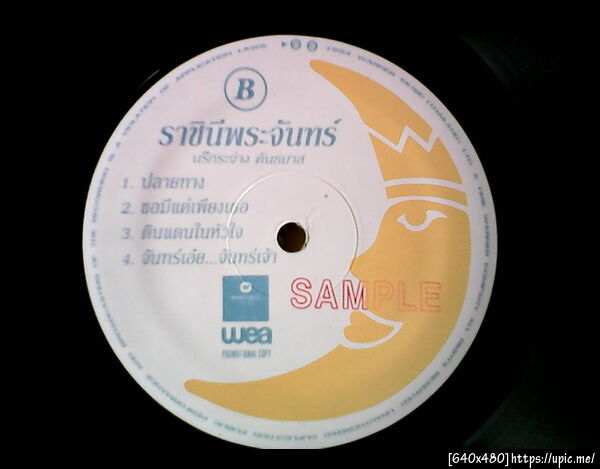 B
ราชินีพระจันทร์
นรีกระจ่าง คันธมาส
1. ปลายทาง
2. ขอมีแค่เพียงเธอ
3. ดินแดนในหัวใจ
4. จันทร์เอ๋ย...จันทร์เจ้า
SAMPLE
wea
PROMOTIONAL COPY
[640x480]https://upic.me/